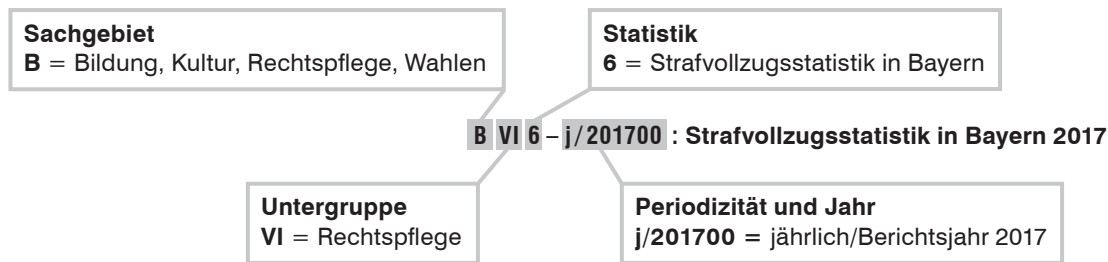 Sachgebiet
B = Bildung, Kultur, Rechtspflege, Wahlen
Statistik
6 = Strafvollzugsstatistik in Bayern
B VI 6 – j / 201700 : Strafvollzugsstatistik in Bayern 2017
Untergruppe
VI = Rechtspflege
Periodizität und Jahr
j/201700 = jährlich/Berichtsjahr 2017